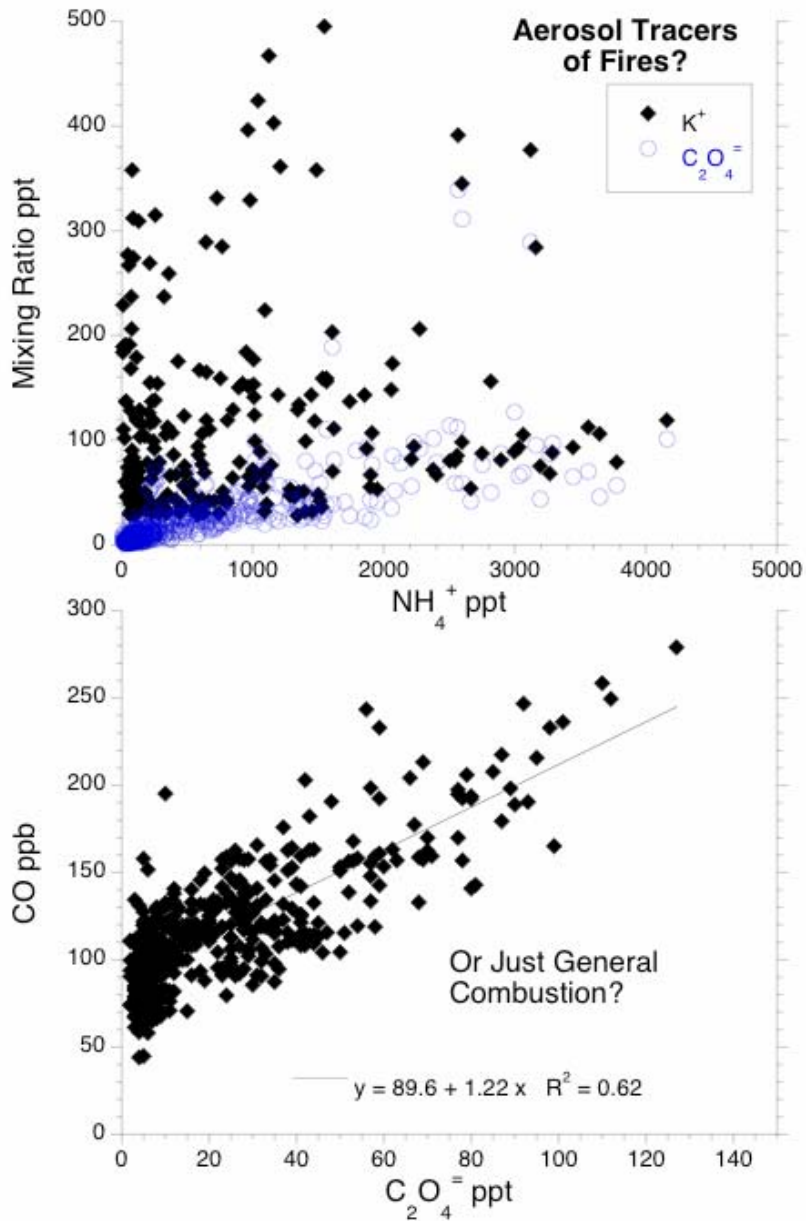 Aerosol Tracers
of Fires?
K⁺
C₂O₄⁼
Mixing Ratio ppt
500
400
300
200
100
0
0 1000 2000 3000 4000 5000
NH₄⁺ ppt
CO ppb
300
250
200
150
100
50
0
Or Just General
Combustion?
y = 89.6 + 1.22 x R² = 0.62
0 20 40 60 80 100 120 140
C₂O₄⁼ ppt